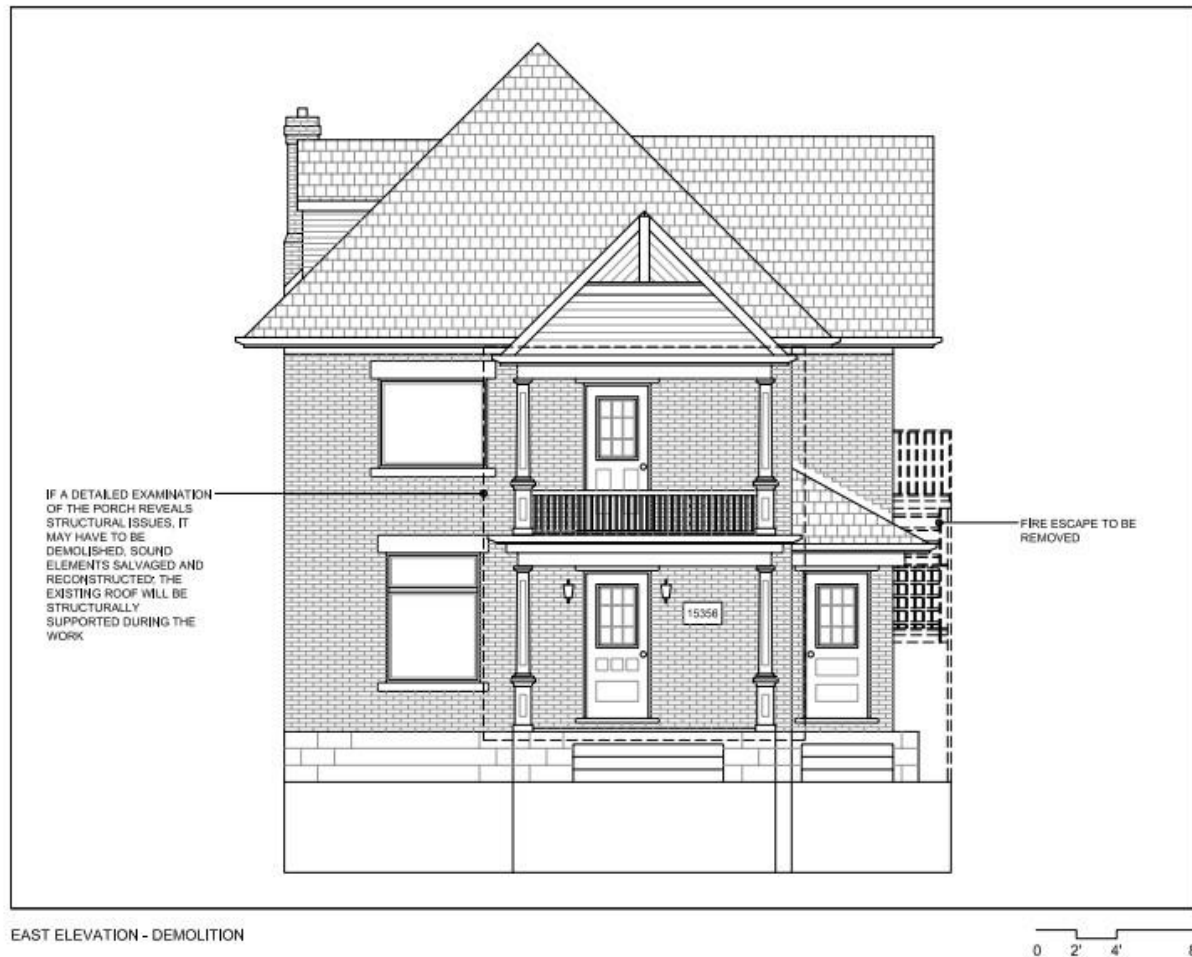 IF A DETAILED EXAMINATION
OF THE PORCH REVEALS
STRUCTURAL ISSUES, IT
MAY HAVE TO BE
DEMOLISHED, SOUND
ELEMENTS SALVAGED AND
RECONSTRUCTED; THE
EXISTING ROOF WILL BE
STRUCTURALLY
SUPPORTED DURING THE
WORK
FIRE ESCAPE TO BE
REMOVED
15356
EAST ELEVATION - DEMOLITION
0 2' 4' 8